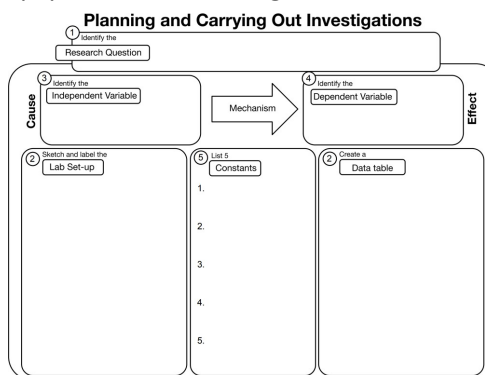 Planning and Carrying Out Investigations
1 Identify the
Research Question
Cause
3 Identify the
Independent Variable
Mechanism
4 Identify the
Dependent Variable
Effect
2 Sketch and label the
Lab Set-up
5 List 5
Constants
1.
2.
3.
4.
5.
2 Create a
Data table